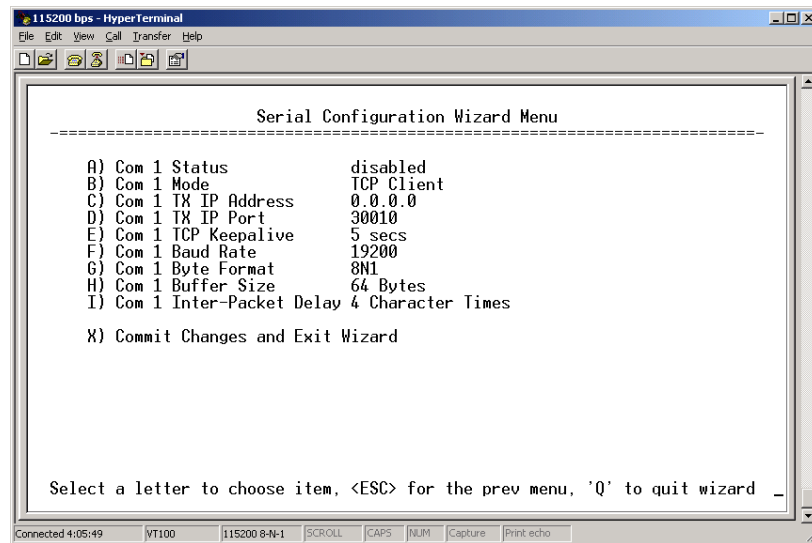 115200 bps - HyperTerminal
File Edit View Call Transfer Help
Serial Configuration Wizard Menu
-==========================================================================-
A) Com 1 Status disabled
B) Com 1 Mode TCP Client
C) Com 1 TX IP Address 0.0.0.0
D) Com 1 TX IP Port 30010
E) Com 1 TCP Keepalive 5 secs
F) Com 1 Baud Rate 19200
G) Com 1 Byte Format 8N1
H) Com 1 Buffer Size 64 Bytes
I) Com 1 Inter-Packet Delay 4 Character Times
X) Commit Changes and Exit Wizard
Select a letter to choose item, <ESC> for the prev menu, 'Q' to quit wizard _
Connected 4:05:49 VT100 115200 8-N-1 SCROLL CAPS NUM Capture Print echo